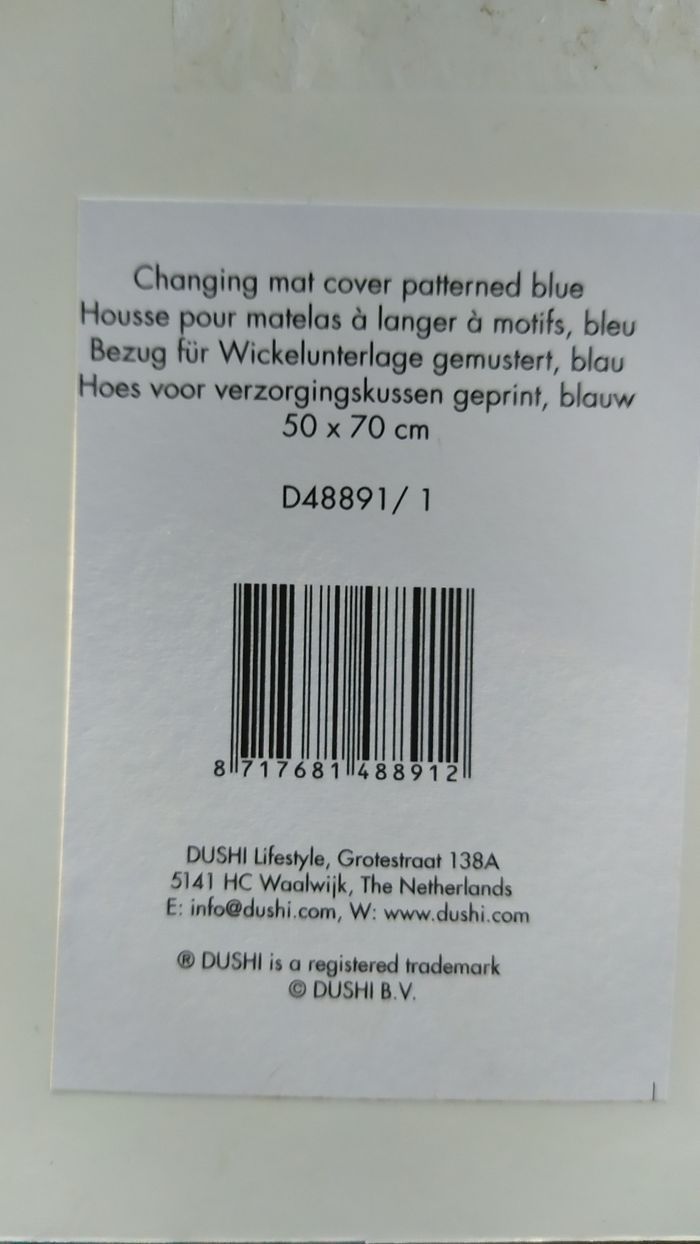 Changing mat cover patterned blue
Housse pour matelas à langer à motifs, bleu
Bezug für Wickelunterlage gemustert, blau
Hoes voor verzorgingskussen geprint, blauw
50 x 70 cm
D48891/ 1
8 717681 488912
DUSHI Lifestyle, Grotestraat 138A
5141 HC Waalwijk, The Netherlands
E: info@dushi.com, W: www.dushi.com
® DUSHI is a registered trademark
© DUSHI B.V.